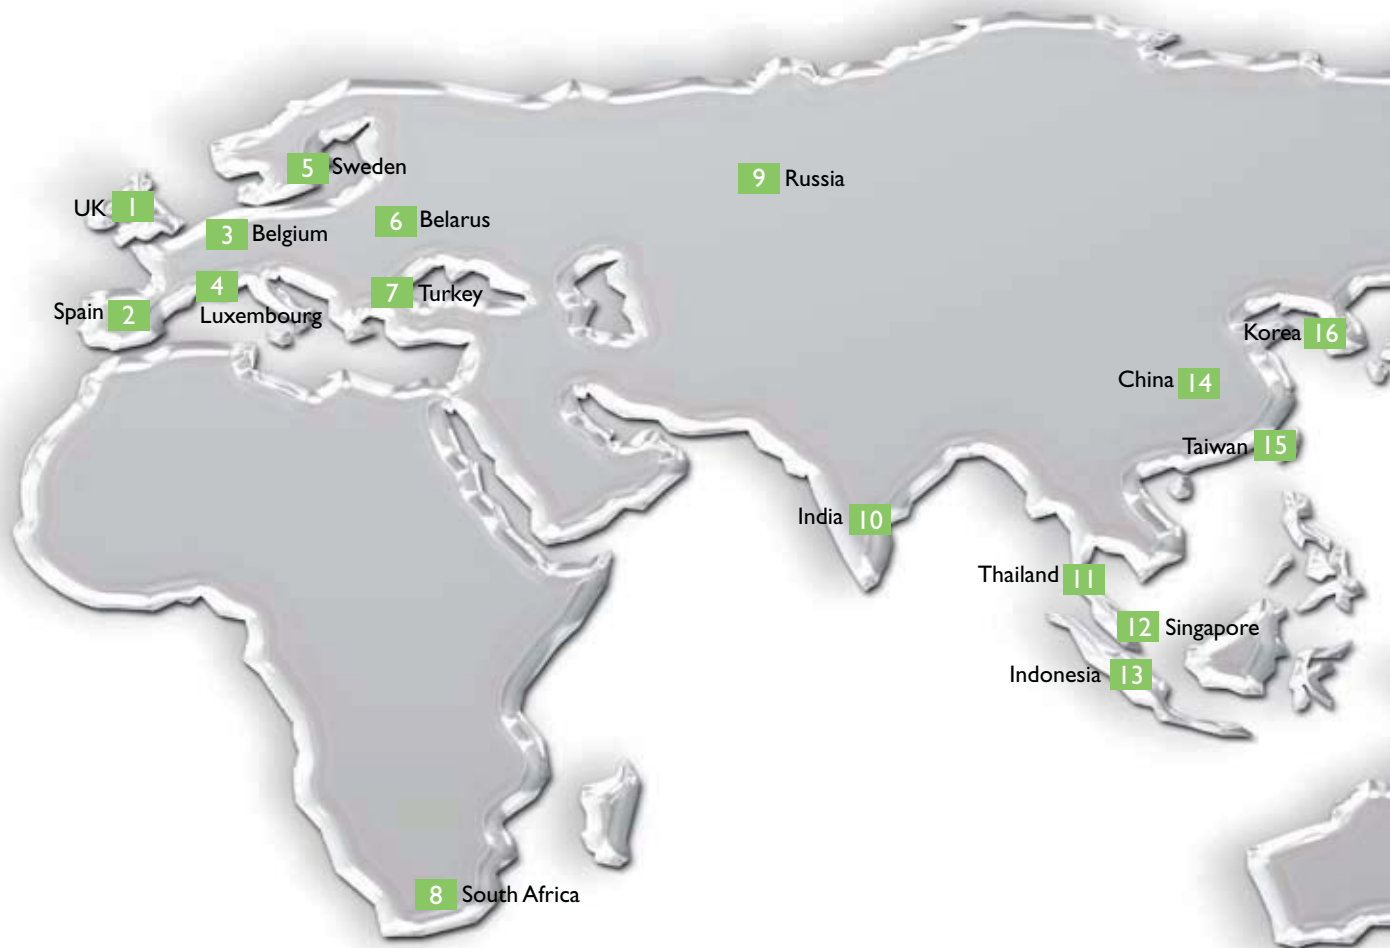 5 Sweden
9 Russia
UK 1
6 Belarus
3 Belgium
4
Luxembourg
7 Turkey
Spain 2
Korea 16
China 14
Taiwan 15
India 10
Thailand 11
12 Singapore
Indonesia 13
8 South Africa